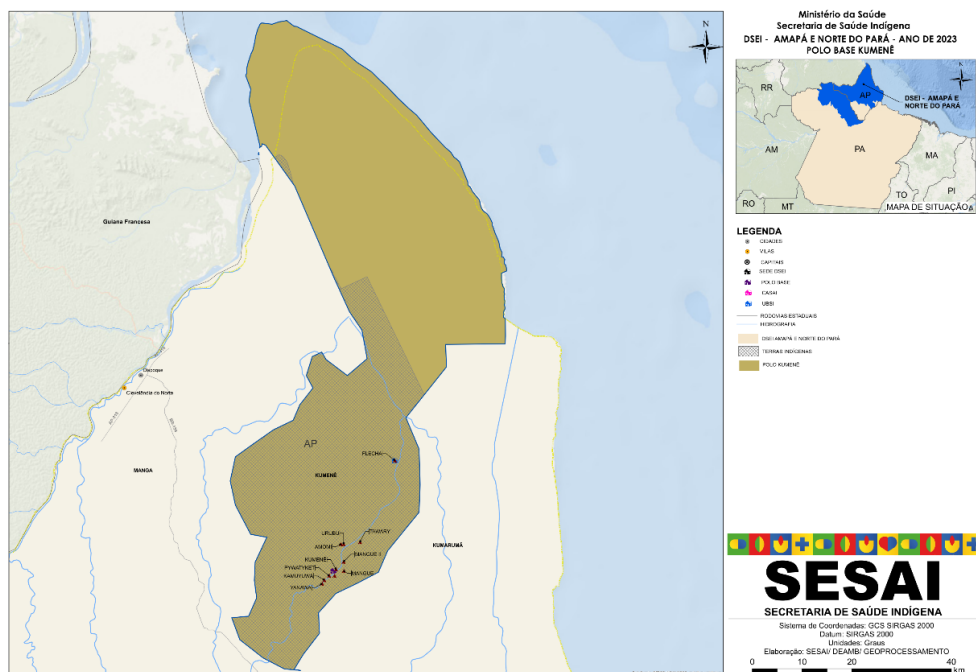 Ministério da Saúde
Secretaria de Saúde Indígena
DSEI - AMAPÁ E NORTE DO PARÁ - ANO DE 2023
POLO BASE KUMENÊ
N
Guiana Francesa
Oiapoque
Clevelândia do Norte
MANGA
AP
KUMENÊ
FLECHA
URUBU
AMOMI
TAWARY
MANGUE II
KUMENÊ
PUWAYTYKET
MANGUE
KAMUYUWA
YAKAWA
KUMARUMÃ
N
RR
AP
DSEI - AMAPÁ E
NORTE DO PARÁ
AM
PA
MA
TO
PI
RO
MT
MAPA DE SITUAÇÃO
LEGENDA
CIDADES
VILAS
CAPITAIS
SEDE DSEI
POLO BASE
CASAI
UBSI
RODOVIAS ESTADUAIS
HIDROGRAFIA
DSEI AMAPÁ E NORTE DO PARÁ
TERRAS INDÍGENAS
POLO KUMENÊ
SESAI
SECRETARIA DE SAÚDE INDÍGENA
Sistema de Coordenadas: GCS SIRGAS 2000
Datum: SIRGAS 2000
Unidades: Graus
Elaboração: SESAI/ DEAMB/ GEOPROCESSAMENTO
0 10 20 40
km